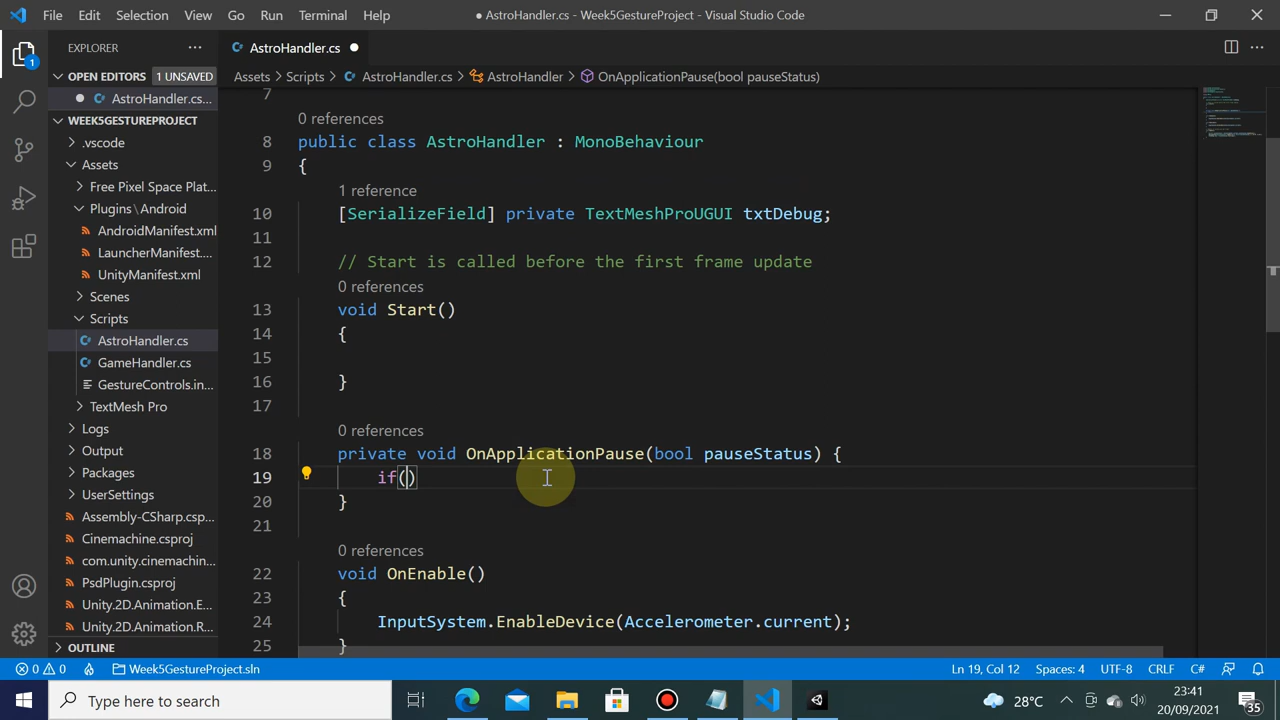 File Edit Selection View Go Run Terminal Help
● AstroHandler.cs - Week5GestureProject - Visual Studio Code
EXPLORER
AstroHandler.cs
OPEN EDITORS 1 UNSAVED
AstroHandler.cs...
WEEK5GESTUREPROJECT
.vscode
Assets
Free Pixel Space Plat...
Plugins\Android
AndroidManifest.xml
LauncherManifest....
UnityManifest.xml
Scenes
Scripts
AstroHandler.cs
GameHandler.cs
GestureControls.in...
TextMesh Pro
Logs
Output
Packages
UserSettings
Assembly-CSharp.csp...
Cinemachine.csproj
com.unity.cinemachin...
PsdPlugin.csproj
Unity.2D.Animation.E...
Unity.2D.Animation.R...
OUTLINE
Assets > Scripts > AstroHandler.cs > AstroHandler > OnApplicationPause(bool pauseStatus)
7
0 references
8 public class AstroHandler : MonoBehaviour
9 {
1 reference
10 [SerializeField] private TextMeshProUGUI txtDebug;
11
12 // Start is called before the first frame update
0 references
13 void Start()
14 {
15
16 }
17
0 references
18 private void OnApplicationPause(bool pauseStatus) {
19 if()
20 }
21
0 references
22 void OnEnable()
23 {
24 InputSystem.EnableDevice(Accelerometer.current);
25 }
0 0 Week5GestureProject.sln Ln 19, Col 12 Spaces: 4 UTF-8 CRLF C#
Type here to search
28°C
23:41
20/09/2021
35
1